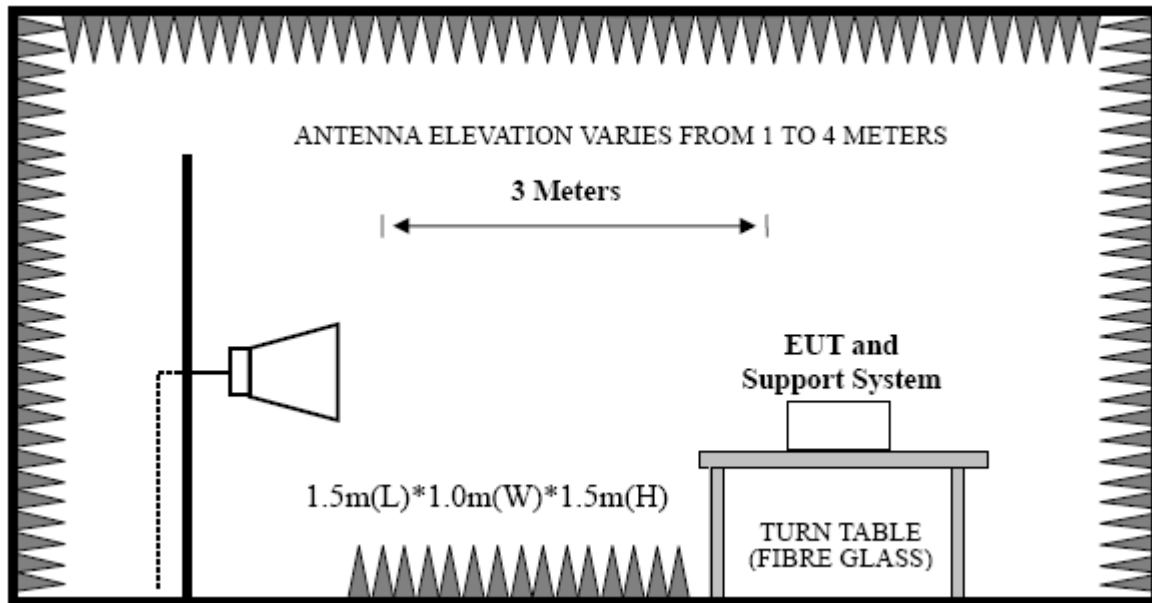 ANTENNA ELEVATION VARIES FROM 1 TO 4 METERS
3 Meters
EUT and
Support System
1.5m(L)*1.0m(W)*1.5m(H)
TURN TABLE
(FIBRE GLASS)